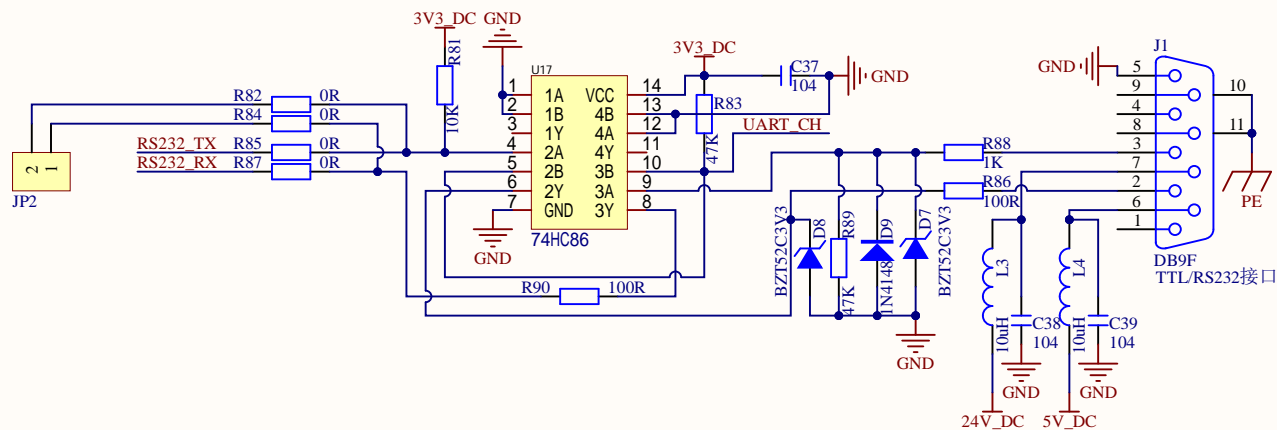 3V3_DC
GND
R81
10K
U17
74HC86
1 1A
2 1B
3 1Y
4 2A
5 2B
6 2Y
7 GND
VCC 14
4B 13
4A 12
4Y 11
3B 10
3A 9
3Y 8
GND
R82 0R
R84 0R
RS232_TX R85 0R
RS232_RX R87 0R
2 1
JP2
R90 100R
3V3_DC
C37
104
GND
R83
47K
UART_CH
R88
1K
R86
100R
BZT52C3V3
D8
R89
47K
D9
1N4148
D7
BZT52C3V3
GND
L3
10uH
C38
104
GND
24V_DC
L4
10uH
C39
104
GND
5V_DC
J1
GND
5
9
4
8
3
7
2
6
1
10
11
PE
DB9F
TTL/RS232接口